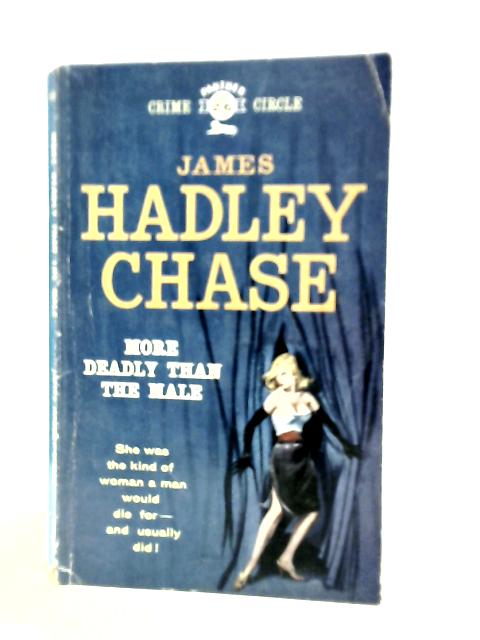 PANTHER
CRIME CIRCLE
JAMES
HADLEY
CHASE
MORE
DEADLY THAN
THE MALE
She was
the kind of
woman a man
would
die for—
and usually
did!